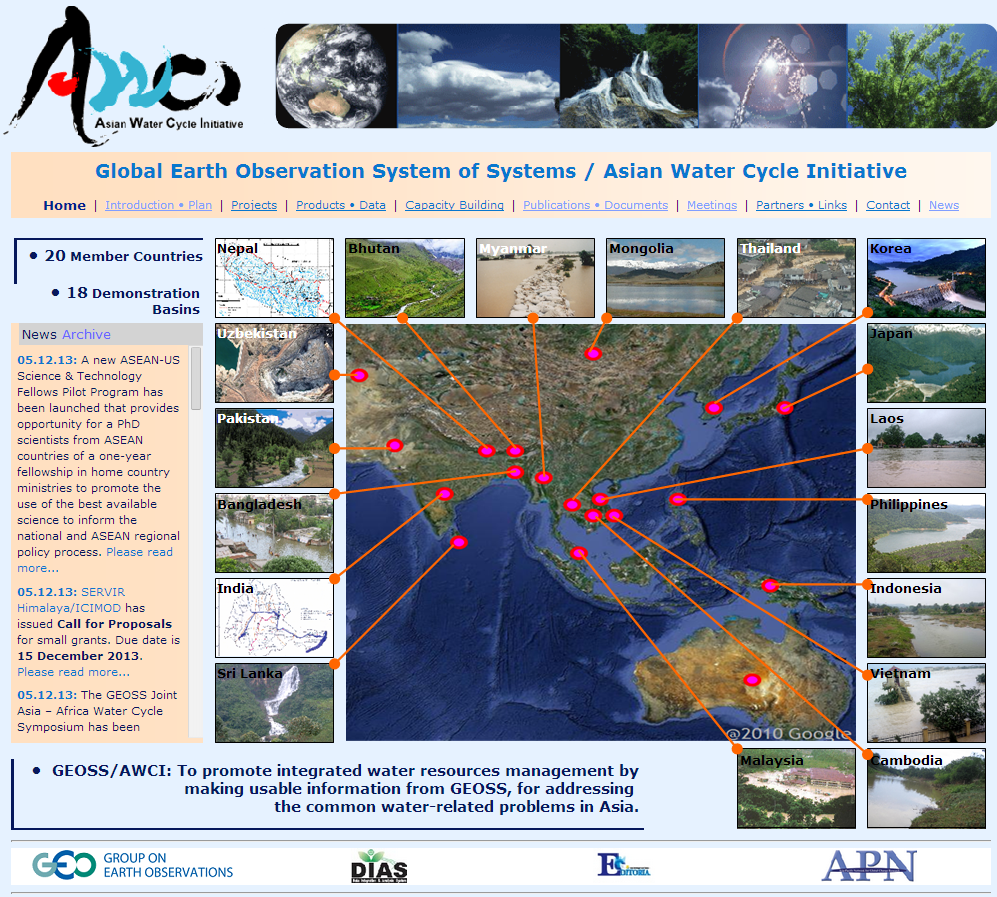 Asian Water Cycle Initiative
Global Earth Observation System of Systems / Asian Water Cycle Initiative
Home | Introduction • Plan | Projects | Products • Data | Capacity Building | Publications • Documents | Meetings | Partners • Links | Contact | News
• 20 Member Countries
• 18 Demonstration
Basins
News Archive
05.12.13: A new ASEAN-US
Science & Technology
Fellows Pilot Program has
been launched that provides
opportunity for a PhD
scientists from ASEAN
countries of a one-year
fellowship in home country
ministries to promote the
use of the best available
science to inform the
national and ASEAN regional
policy process. Please read
more...
05.12.13: SERVIR
Himalaya/ICIMOD has
issued Call for Proposals
for small grants. Due date is
15 December 2013.
Please read more...
05.12.13: The GEOSS Joint
Asia – Africa Water Cycle
Symposium has been
Nepal
Bhutan
Myanmar
Mongolia
Thailand
Korea
Uzbekistan
Japan
Pakistan
Laos
Bangladesh
Philippines
India
Indonesia
Sri Lanka
Vietnam
@2010 Google
Malaysia
Cambodia
• GEOSS/AWCI: To promote integrated water resources management by
making usable information from GEOSS, for addressing
the common water-related problems in Asia.
GEO GROUP ON
EARTH OBSERVATIONS
DIAS
EDITORIA
APN